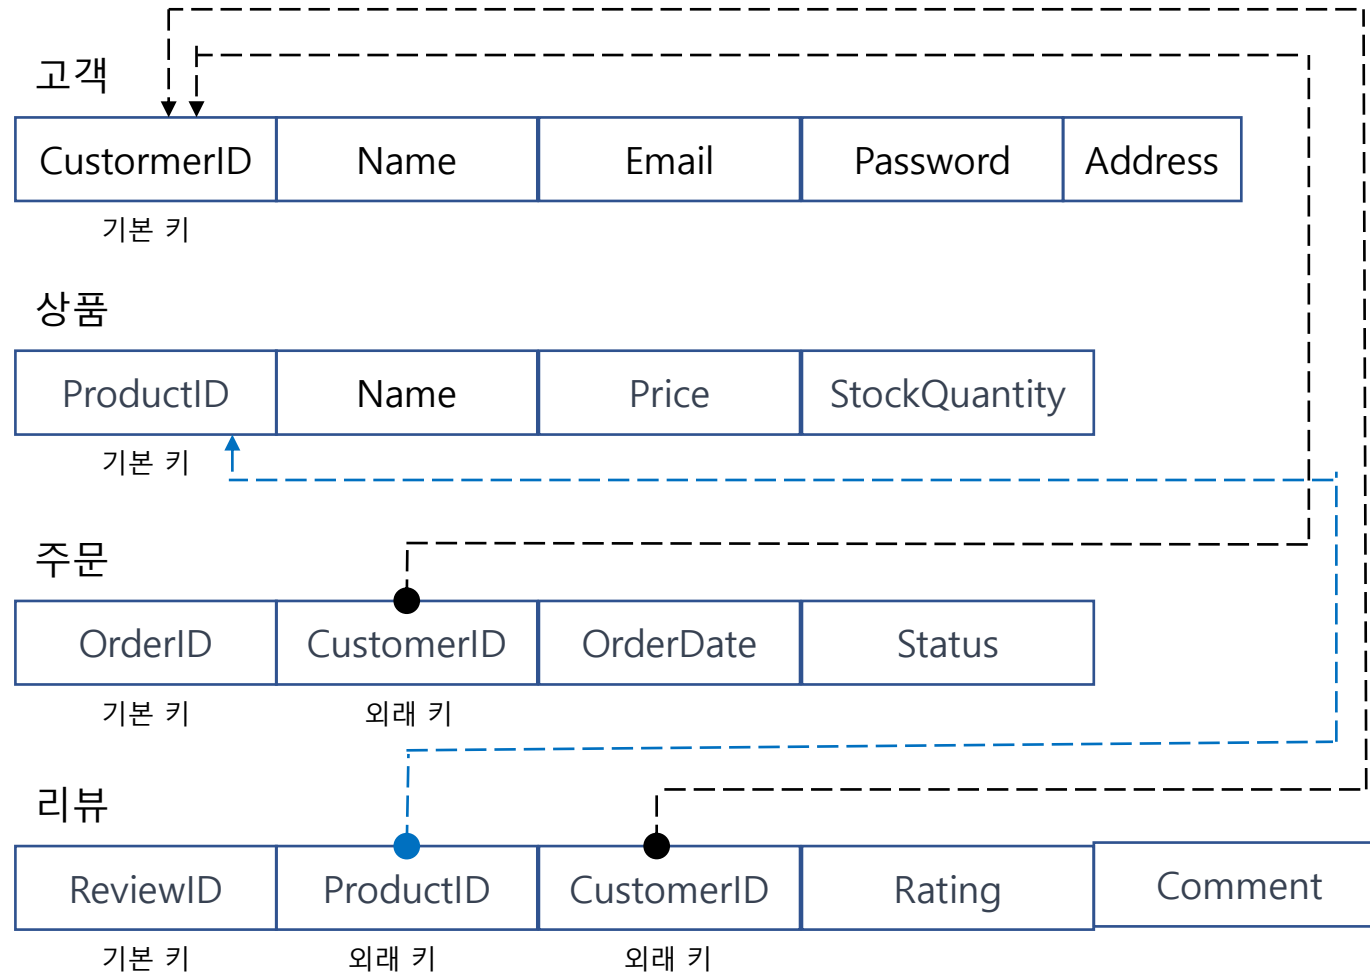 고객
CustormerID Name Email Password Address
기본 키
상품
ProductID Name Price StockQuantity
기본 키
주문
OrderID CustomerID OrderDate Status
기본 키 외래 키
리뷰
ReviewID ProductID CustomerID Rating Comment
기본 키 외래 키 외래 키